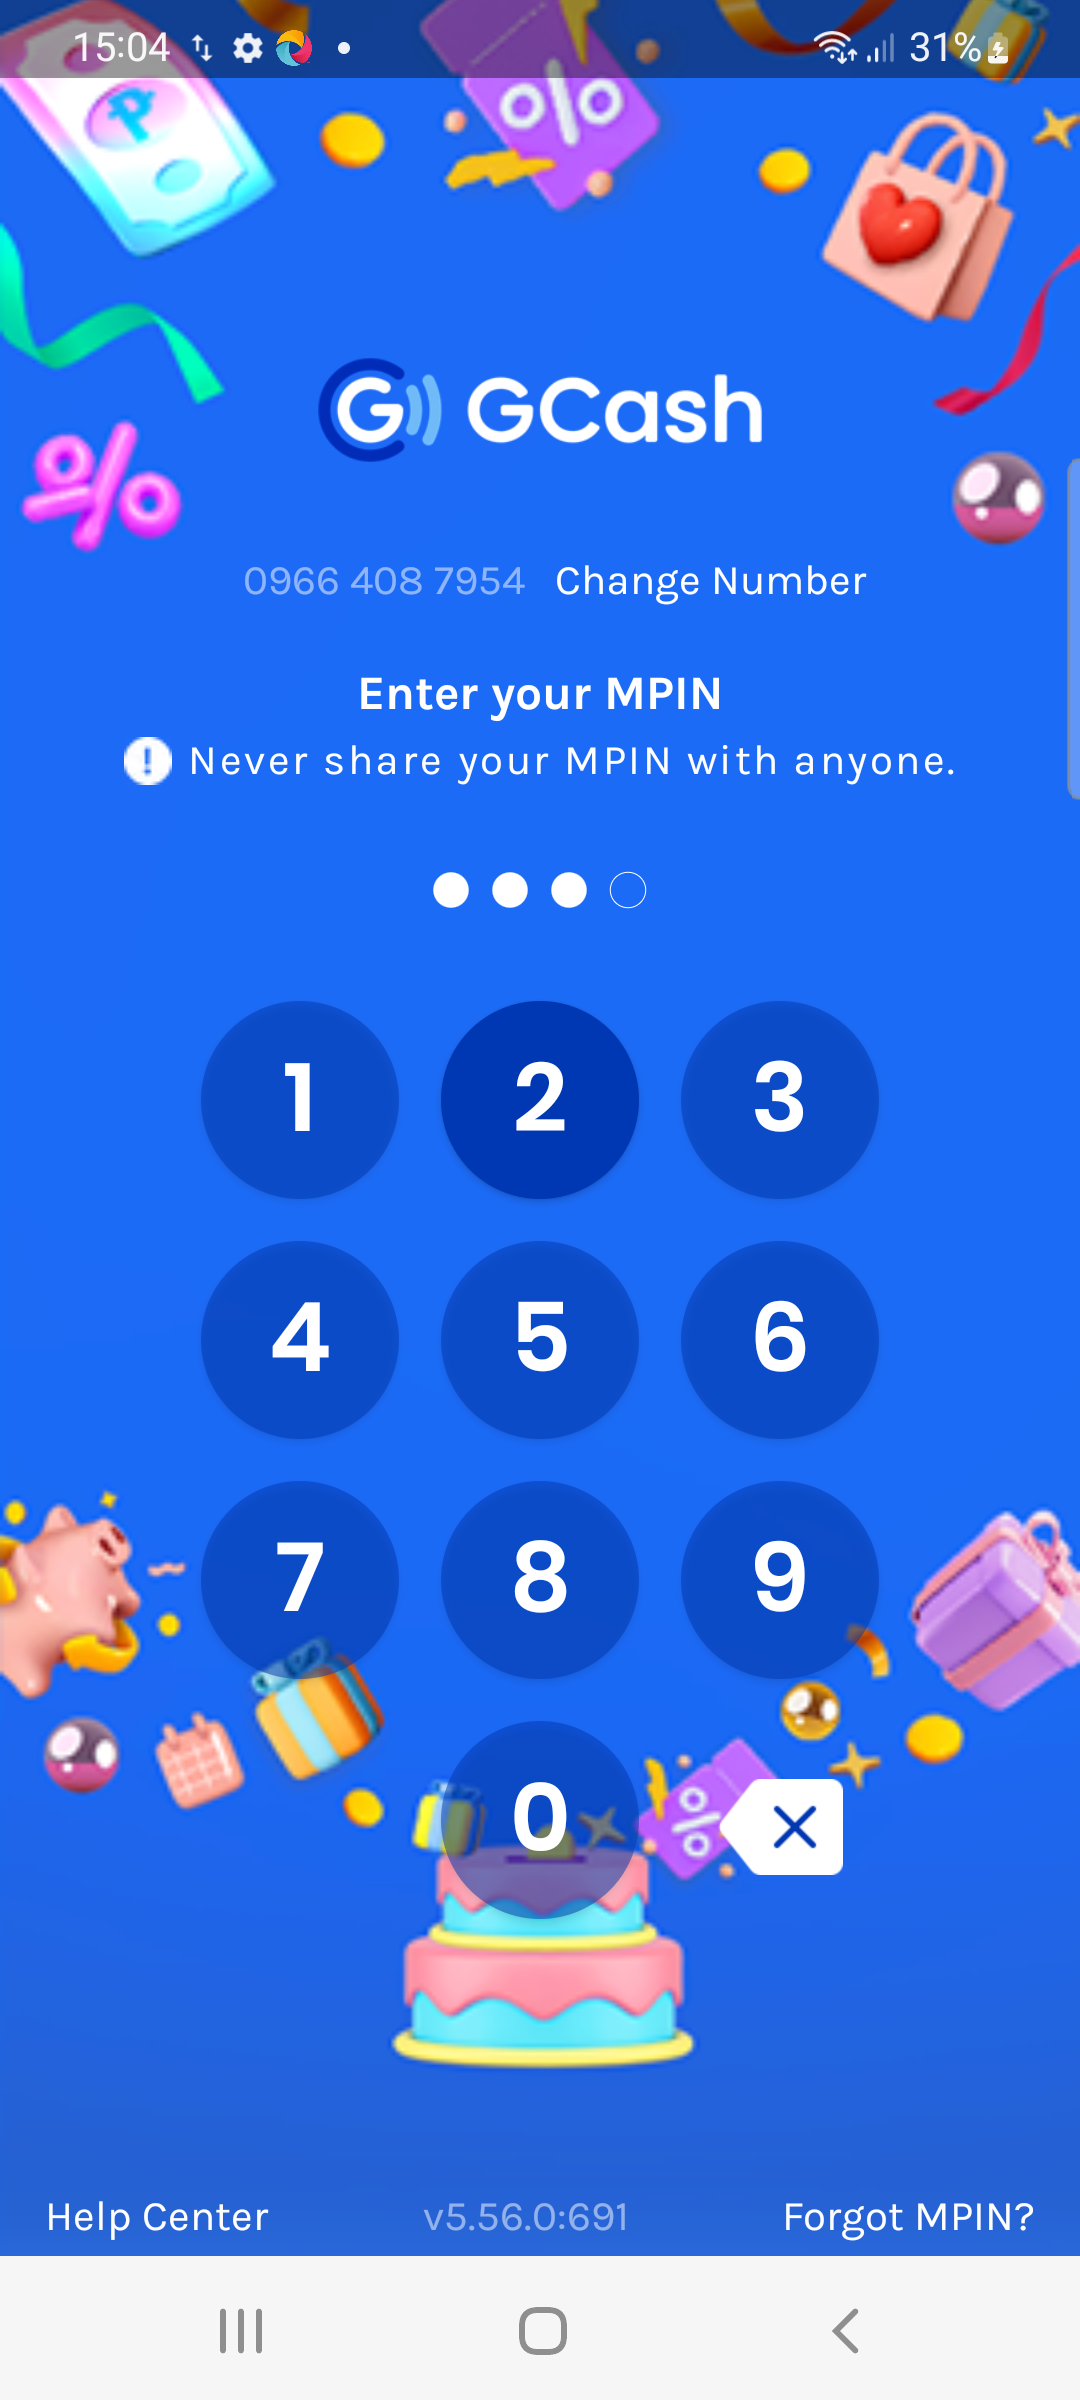 15:04 31%
GCash
0966 408 7954 Change Number
Enter your MPIN
Never share your MPIN with anyone.
1 2 3
4 5 6
7 8 9
0
Help Center v5.56.0:691 Forgot MPIN?